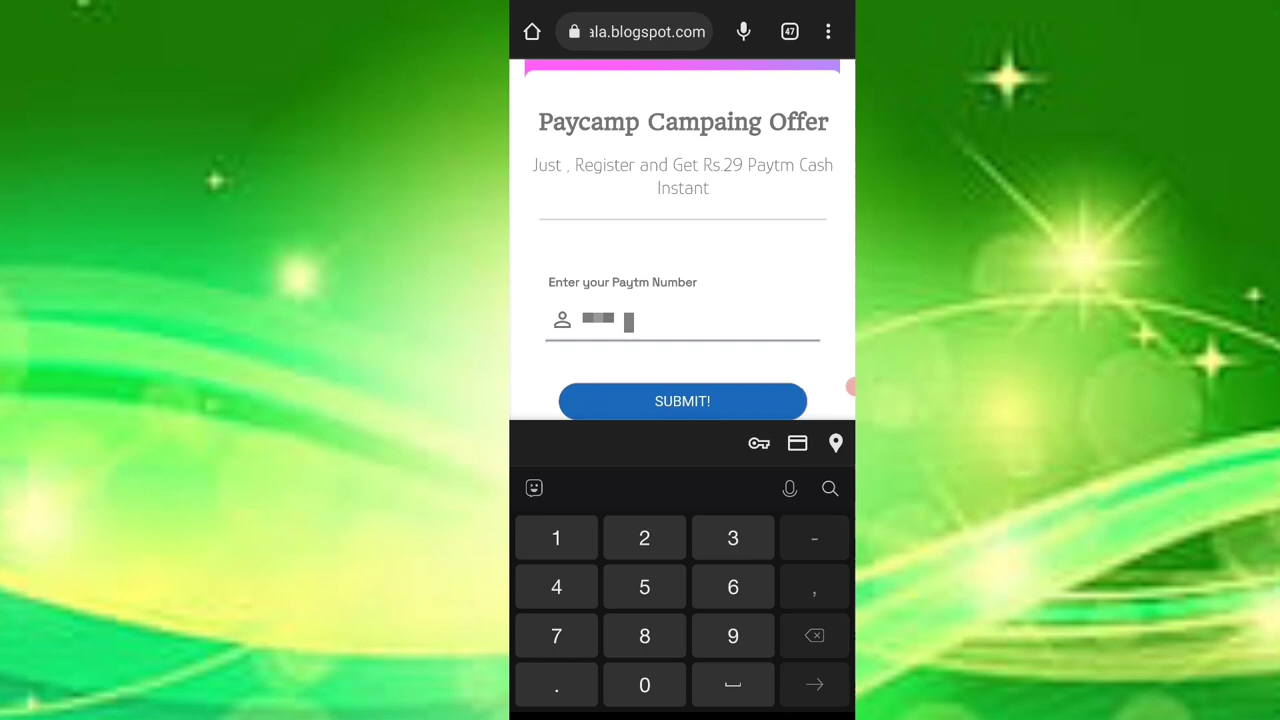 ala.blogspot.com
47
Paycamp Campaing Offer
Just , Register and Get Rs.29 Paytm Cash
Instant
Enter your Paytm Number
SUBMIT!
1 2 3 -
4 5 6 ,
7 8 9
. 0